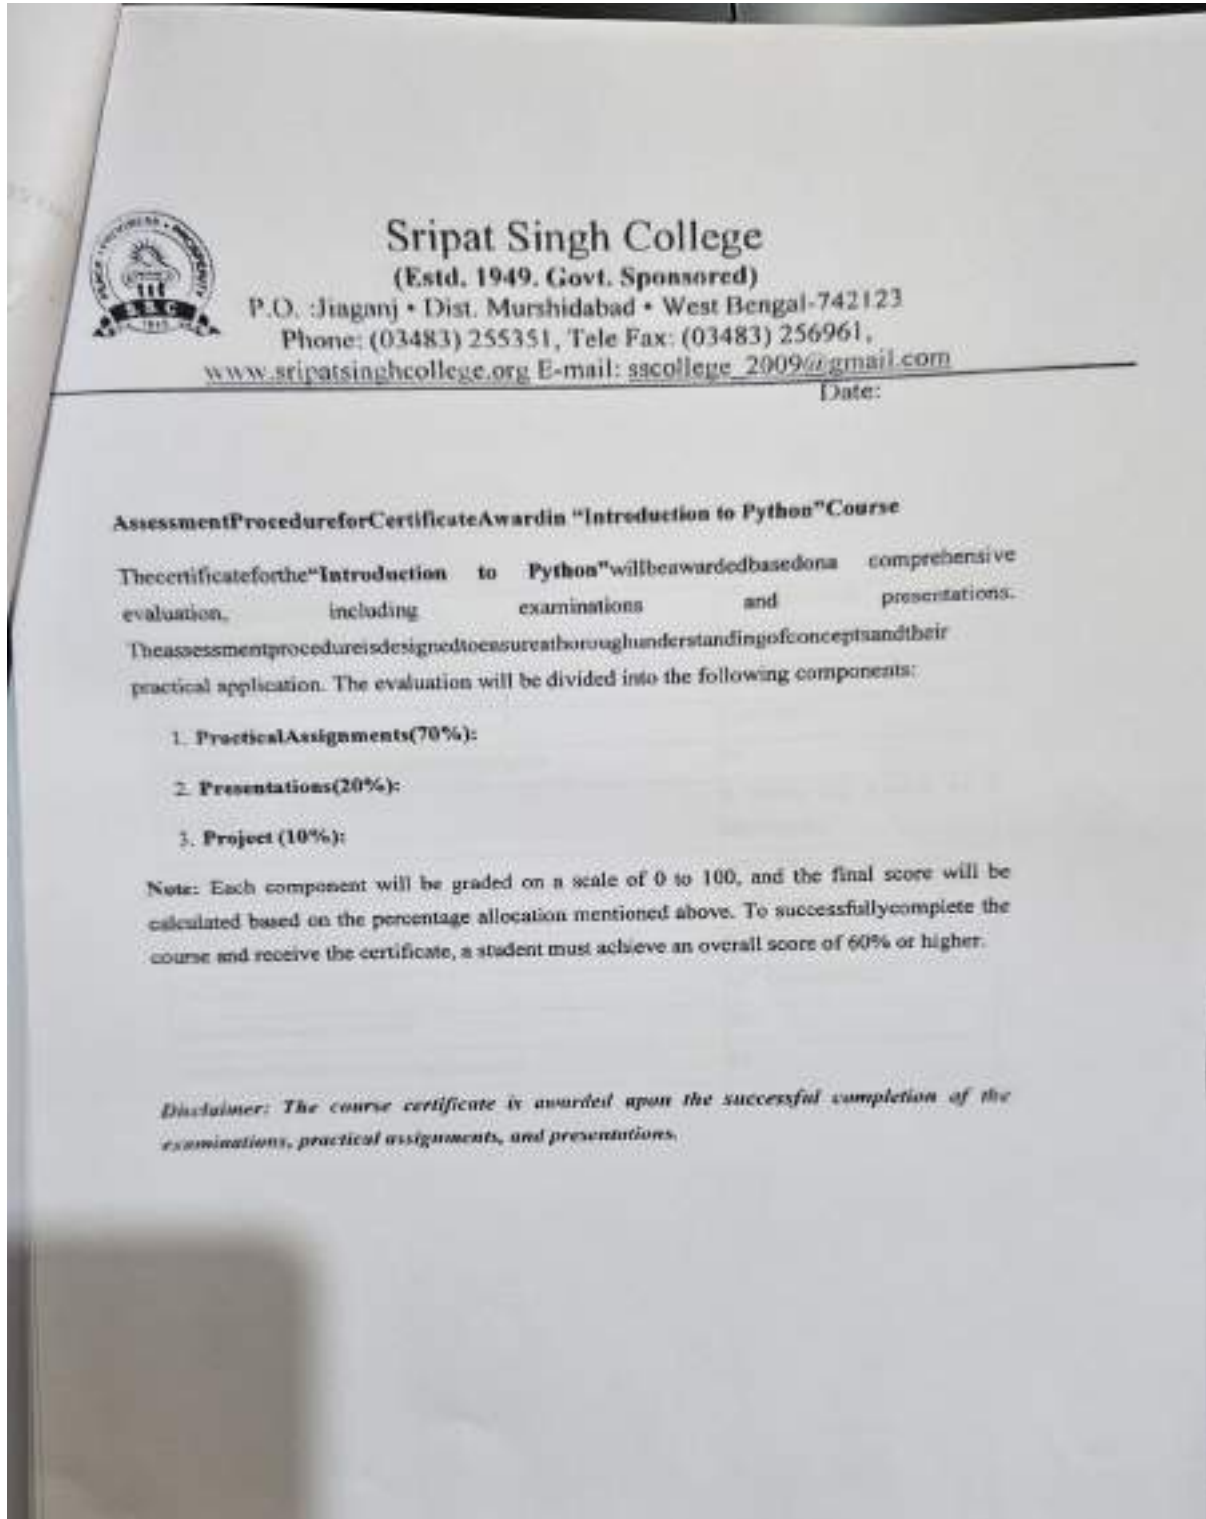 PEACE • PROGRESS • PROSPERITY
S S C
1949
Sripat Singh College
(Estd. 1949. Govt. Sponsored)
P.O. :Jiaganj • Dist. Murshidabad • West Bengal-742123
Phone: (03483) 255351, Tele Fax: (03483) 256961,
www.sripatsinghcollege.org E-mail: sscollege_2009@gmail.com
Date:
AssessmentProcedureforCertificateAwardin “Introduction to Python”Course
Thecertificateforthe“Introduction to Python”willbeawardedbasedona comprehensive
evaluation, including examinations and presentations.
Theassessmentprocedureisdesignedtoensureathoroughunderstandingofconceptsandtheir
practical application. The evaluation will be divided into the following components:
1. PracticalAssignments(70%):
2. Presentations(20%):
3. Project (10%):
Note: Each component will be graded on a scale of 0 to 100, and the final score will be
calculated based on the percentage allocation mentioned above. To successfullycomplete the
course and receive the certificate, a student must achieve an overall score of 60% or higher.
Disclaimer: The course certificate is awarded upon the successful completion of the
examinations, practical assignments, and presentations.